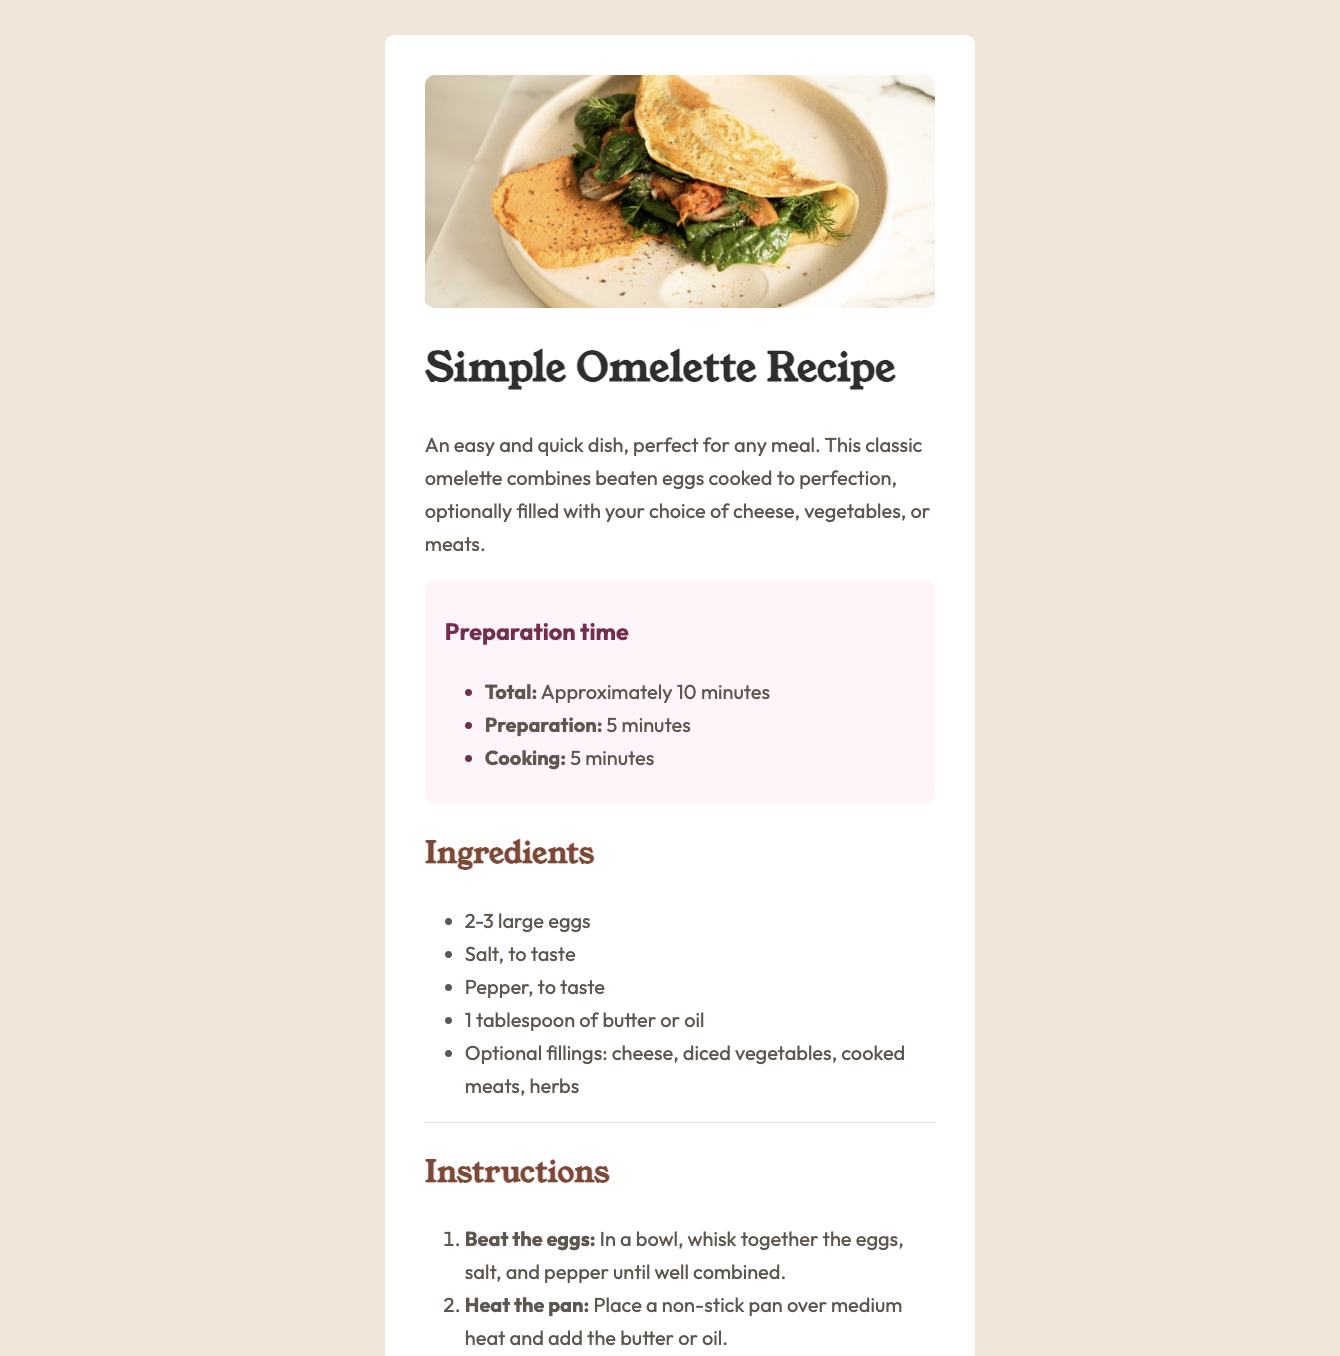 Simple Omelette Recipe
An easy and quick dish, perfect for any meal. This classic
omelette combines beaten eggs cooked to perfection,
optionally filled with your choice of cheese, vegetables, or
meats.
Preparation time
• Total: Approximately 10 minutes
• Preparation: 5 minutes
• Cooking: 5 minutes
Ingredients
• 2-3 large eggs
• Salt, to taste
• Pepper, to taste
• 1 tablespoon of butter or oil
• Optional fillings: cheese, diced vegetables, cooked
meats, herbs
Instructions
1. Beat the eggs: In a bowl, whisk together the eggs,
salt, and pepper until well combined.
2. Heat the pan: Place a non-stick pan over medium
heat and add the butter or oil.